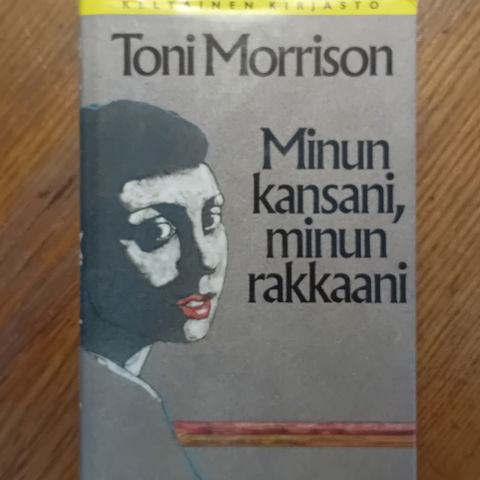 KELTAINEN KIRJASTO
Toni Morrison
Minun
kansani,
minun
rakkaani